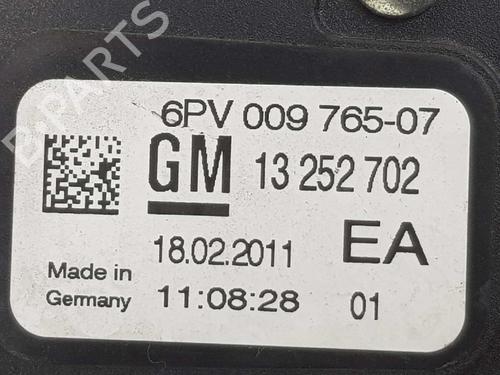 B-PARTS
6PV 009 765-07
GM 13 252 702
18.02.2011 EA
Made in
Germany 11:08:28 01